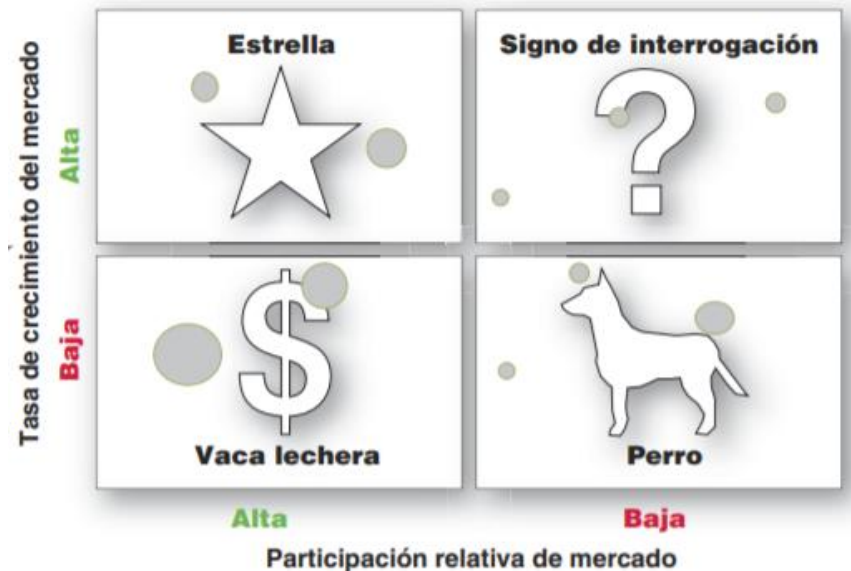 Tasa de crecimiento del mercado
Alta
Baja
Estrella
Signo de interrogación
?
$
Vaca lechera
Perro
Alta
Baja
Participación relativa de mercado